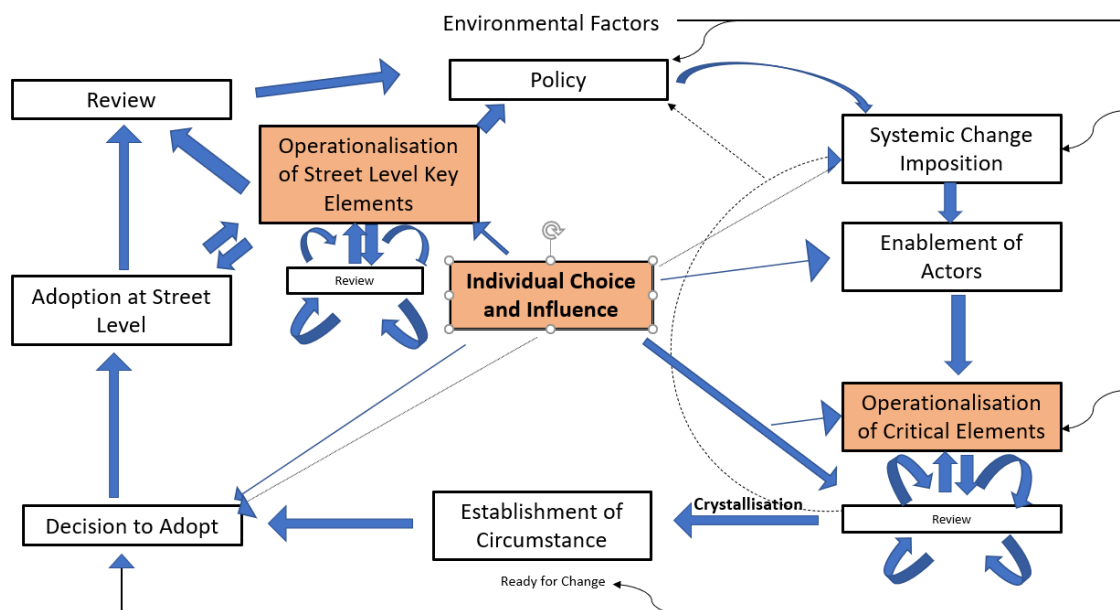 Environmental Factors
Policy
Review
Operationalisation
of Street Level Key
Elements
Systemic Change
Imposition
Enablement of
Actors
Review
Individual Choice
and Influence
Adoption at Street
Level
Operationalisation
of Critical Elements
Crystallisation
Review
Establishment of
Circumstance
Decision to Adopt
Ready for Change